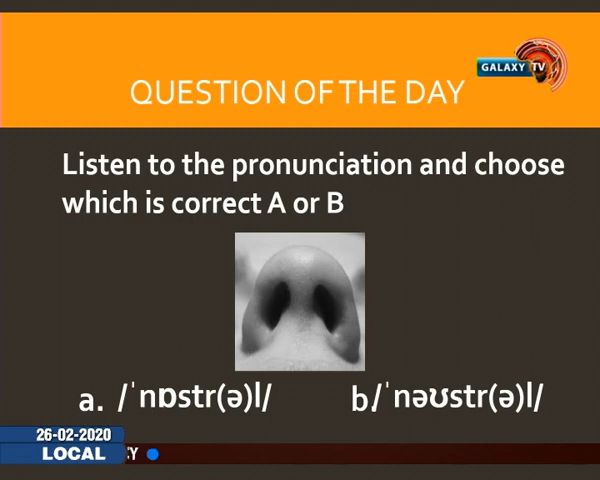 GALAXY TV
QUESTION OF THE DAY
Listen to the pronunciation and choose
which is correct A or B
a. /ˈnɒstr(ə)l/ b/ˈnəʊstr(ə)l/
26-02-2020
LOCAL